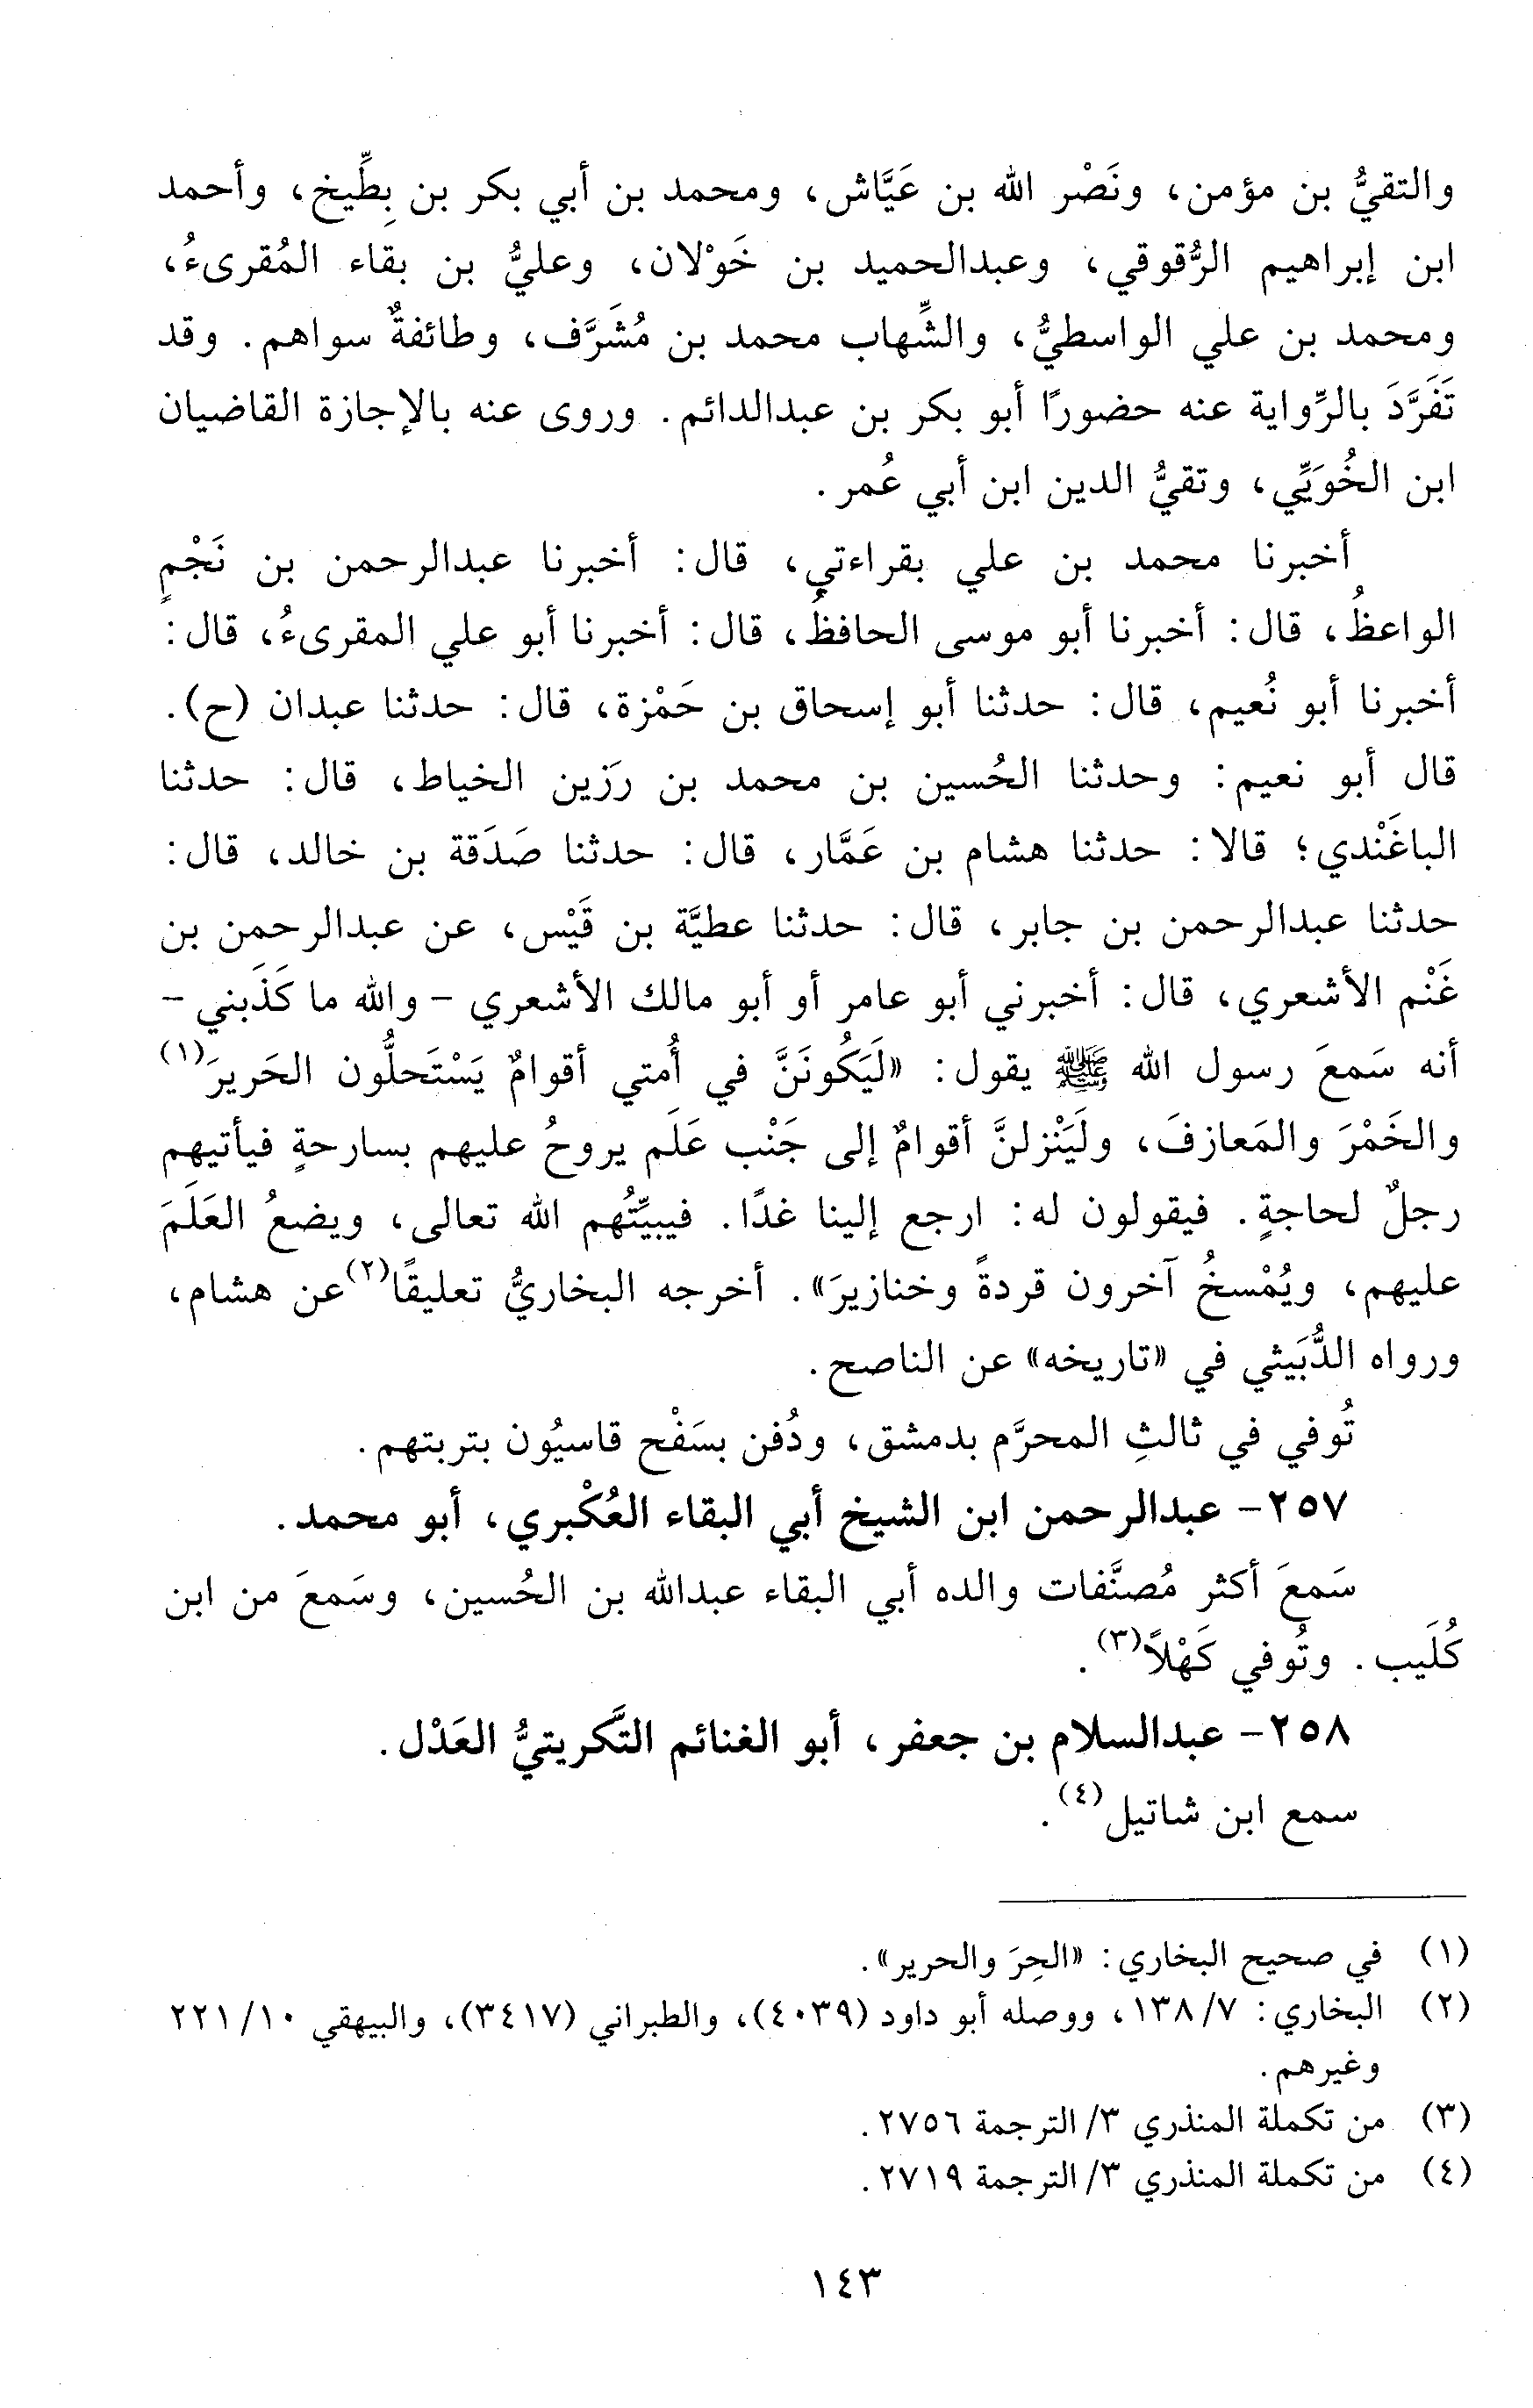 والتقيُّ بن مؤمن، ونَصْر الله بن عَيَّاش، ومحمد بن أبي بكر بن بِطِّيخ، وأحمد
ابن إبراهيم الرُّقوقي، وعبدالحميد بن خَوْلان، وعليُّ بن بقاء المُقرىءُ،
ومحمد بن علي الواسطيُّ، والشِّهاب محمد بن مُشَرَّف، وطائفةٌ سواهم. وقد
تَفَرَّدَ بالرِّواية عنه حضورًا أبو بكر بن عبدالدائم. وروى عنه بالإجازة القاضيان
ابن الخُوَيِّي، وتقيُّ الدين ابن أبي عُمر.
أخبرنا محمد بن علي بقراءتي، قال: أخبرنا عبدالرحمن بن نَجْمٍ
الواعظُ، قال: أخبرنا أبو موسى الحافظُ، قال: أخبرنا أبو علي المقرىءُ، قال:
أخبرنا أبو نُعيم، قال: حدثنا أبو إسحاق بن حَمْزة، قال: حدثنا عبدان (ح).
قال أبو نعيم: وحدثنا الحُسين بن محمد بن رَزين الخياط، قال: حدثنا
الباغَنْدي؛ قالا: حدثنا هشام بن عَمَّار، قال: حدثنا صَدَقة بن خالد، قال:
حدثنا عبدالرحمن بن جابر، قال: حدثنا عطيَّة بن قَيْس، عن عبدالرحمن بن
غَنْم الأشعري، قال: أخبرني أبو عامر أو أبو مالك الأشعري - والله ما كَذَبني -
أنه سَمعَ رسول الله ﷺ يقول: «لَيَكُونَنَّ في أُمتي أقوامٌ يَسْتَحلُّون الحَريرَ(١)
والخَمْرَ والمَعازفَ، ولَيَنْزلنَّ أقوامٌ إلى جَنْب عَلَم يروحُ عليهم بسارحةٍ فيأتيهم
رجلٌ لحاجةٍ. فيقولون له: ارجع إلينا غدًا. فيبيِّتُهم الله تعالى، ويضعُ العَلَمَ
عليهم، ويُمْسخُ آخرون قردةً وخنازيرَ». أخرجه البخاريُّ تعليقًا(٢) عن هشام،
ورواه الدُّبَيثي في «تاريخه» عن الناصح.
تُوفي في ثالثِ المحرَّم بدمشق، ودُفن بسَفْح قاسيُون بتربتهم.
٢٥٧- عبدالرحمن ابن الشيخ أبي البقاء العُكْبري، أبو محمد.
سَمعَ أكثر مُصنَّفات والده أبي البقاء عبدالله بن الحُسين، وسَمعَ من ابن
كُلَيب. وتُوفي كَهْلاً(٣).
٢٥٨- عبدالسلام بن جعفر، أبو الغنائم التَّكريتيُّ العَدْل.
سمع ابن شاتيل(٤).
(١) في صحيح البخاري: «الحِرَ والحرير».
(٢) البخاري: ٧/ ١٣٨، ووصله أبو داود (٤٠٣٩)، والطبراني (٣٤١٧)، والبيهقي ١٠/ ٢٢١
وغيرهم.
(٣) من تكملة المنذري ٣/ الترجمة ٢٧٥٦.
(٤) من تكملة المنذري ٣/ الترجمة ٢٧١٩.
١٤٣